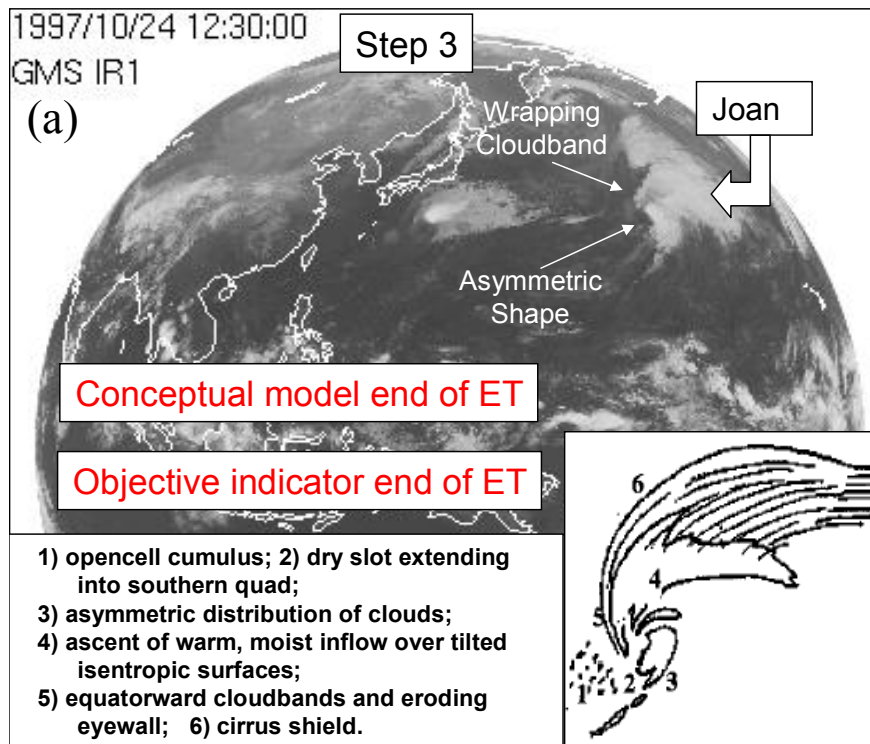 1997/10/24 12:30:00
GMS IR1
Step 3
(a)
Wrapping
Cloudband
Joan
Asymmetric
Shape
Conceptual model end of ET
Objective indicator end of ET
1) opencell cumulus; 2) dry slot extending
into southern quad;
3) asymmetric distribution of clouds;
4) ascent of warm, moist inflow over tilted
isentropic surfaces;
5) equatorward cloudbands and eroding
eyewall; 6) cirrus shield.
6
4
5
1
2
3